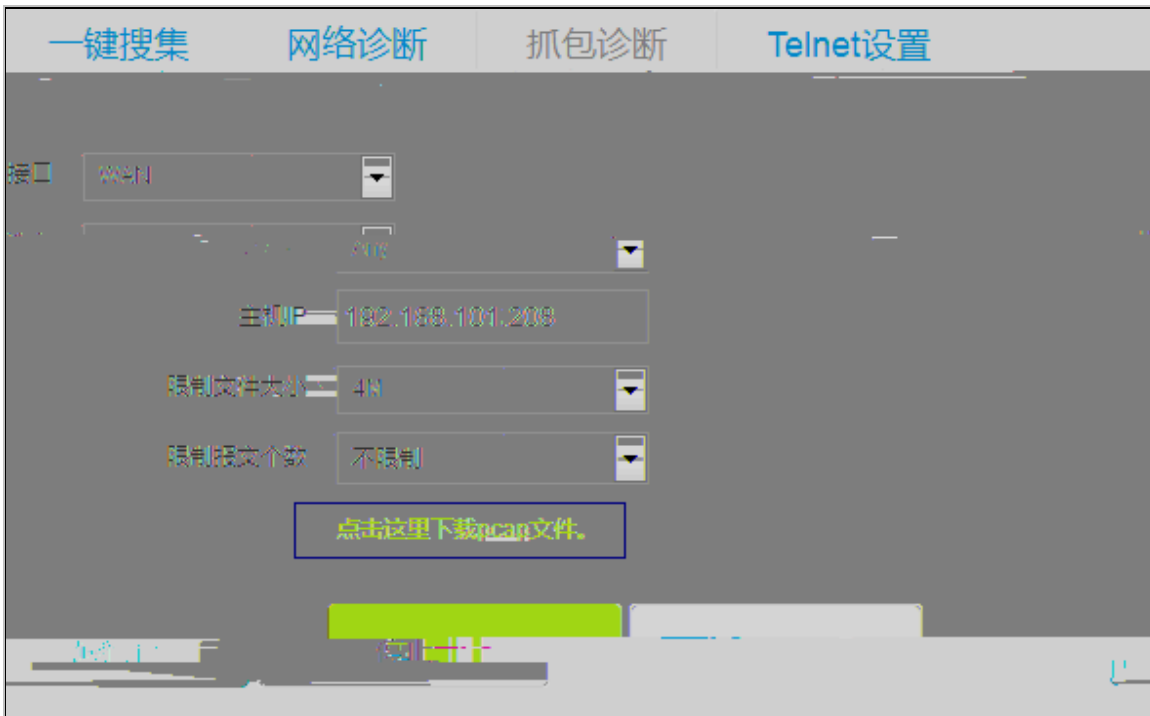 一键搜集 网络诊断 抓包诊断 Telnet设置
接口 WAN
主机IP 192.168.101.208
限制文件大小 4M
限制报文个数 不限制
点击这里下载pcap文件。